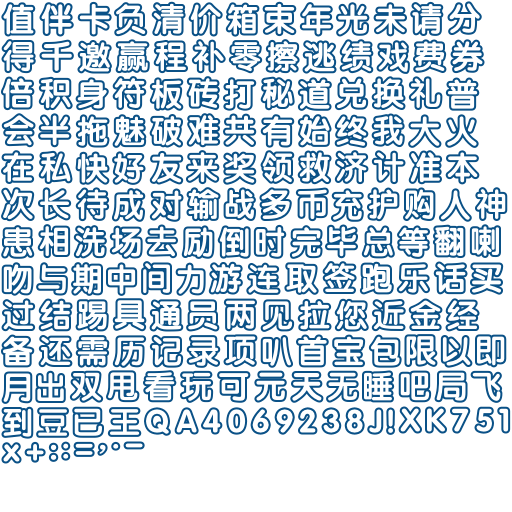 值伴卡负清价箱束年光未请分
得千邀赢程补零擦逃绩戏费券
倍积身符板砖打秘道兑换礼普
会半拖魅破难共有始终我大火
在私快好友来奖领救济计准本
次长待成对输战多币充护购人神
患相洗场去励倒时完毕总等翻喇
吻与期中间力游连取签跑乐话买
过结踢具通员两见拉您近金经
备还需历记录项叭首宝包限以即
月出双甩看玩可元天无睡吧局飞
到豆已王QA4069238J!XK751
x+::=,·-